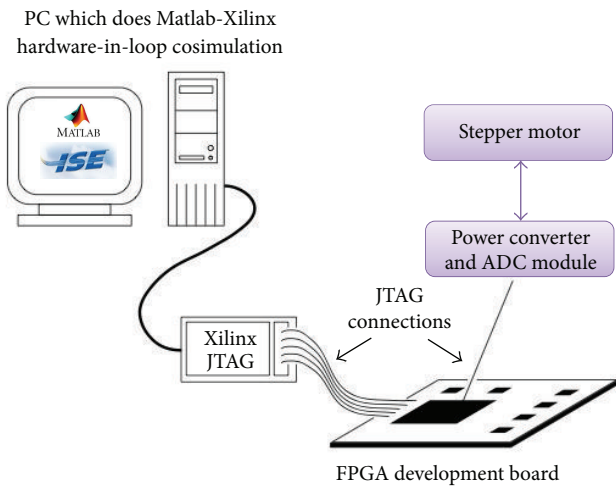 PC which does Matlab-Xilinx
hardware-in-loop cosimulation
MATLAB
ISE
Stepper motor
Power converter
and ADC module
JTAG
connections
Xilinx
JTAG
FPGA development board